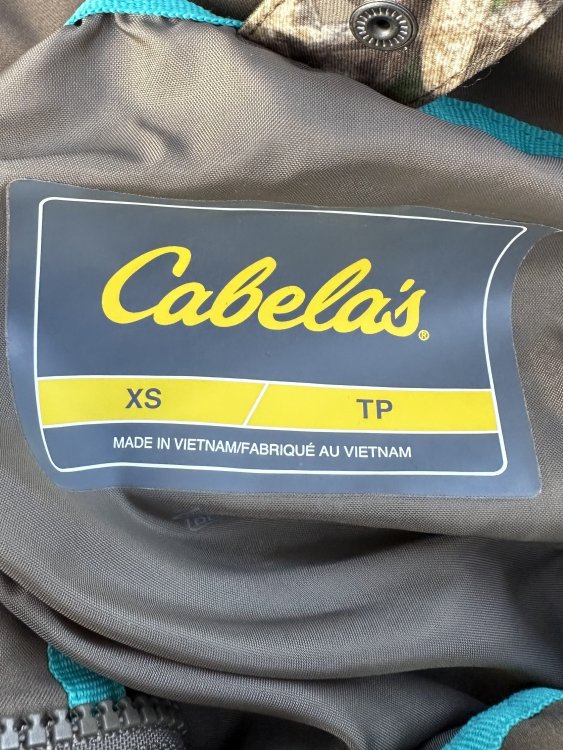 Cabela's®
XS / TP
MADE IN VIETNAM/FABRIQUÉ AU VIETNAM